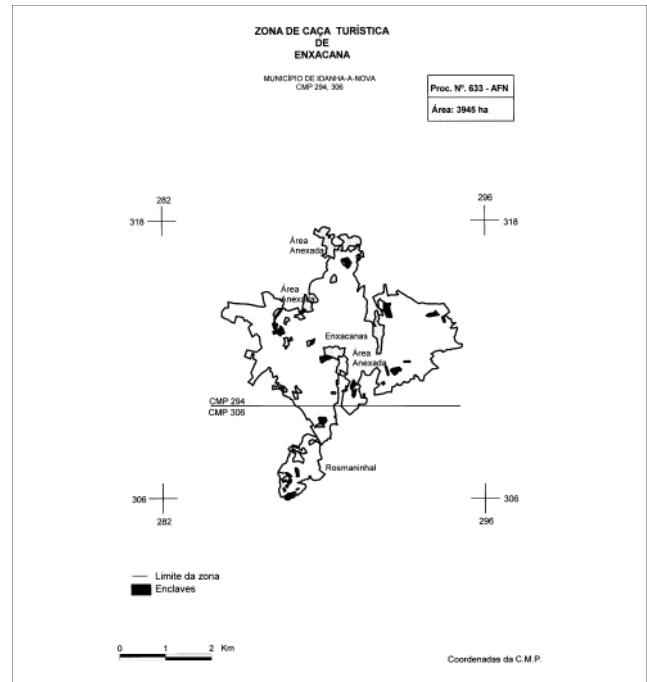 ZONA DE CAÇA TURÍSTICA
DE
ENXACANA
MUNICÍPIO DE IDANHA-A-NOVA
CMP 294, 306
Proc. Nº. 633 - AFN
Área: 3945 ha
282
296
318
318
Área
Anexada
Área
Anexada
Enxacanas
Área
Anexada
CMP 294
CMP 306
Rosmaninhal
306
306
282
296
Limite da zona
Enclaves
0 1 2 Km
Coordenadas da C.M.P.